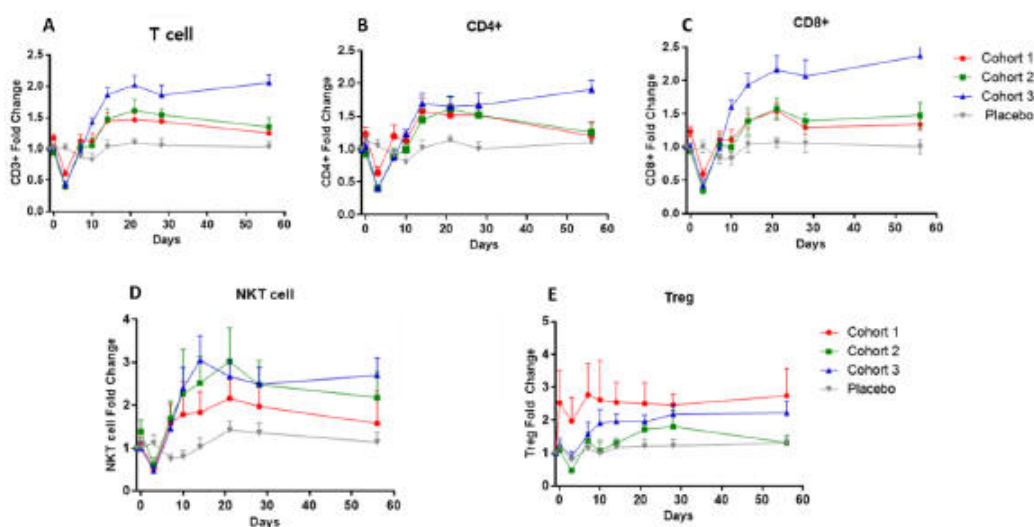 A
T cell
CD3+ Fold Change
2.5
2.0
1.5
1.0
0.5
0.0
0 10 20 30 40 50 60
Days
B
CD4+
CD4+ Fold Change
2.5
2.0
1.5
1.0
0.5
0.0
0 10 20 30 40 50 60
Days
C
CD8+
CD8+ Fold Change
2.5
2.0
1.5
1.0
0.5
0.0
0 10 20 30 40 50 60
Days
Cohort 1
Cohort 2
Cohort 3
Placebo
D
NKT cell
NKT cell Fold Change
4
3
2
1
0
0 10 20 30 40 50 60
Days
E
Treg
Treg Fold Change
5
4
3
2
1
0
0 10 20 30 40 50 60
Days
Cohort 1
Cohort 2
Cohort 3
Placebo